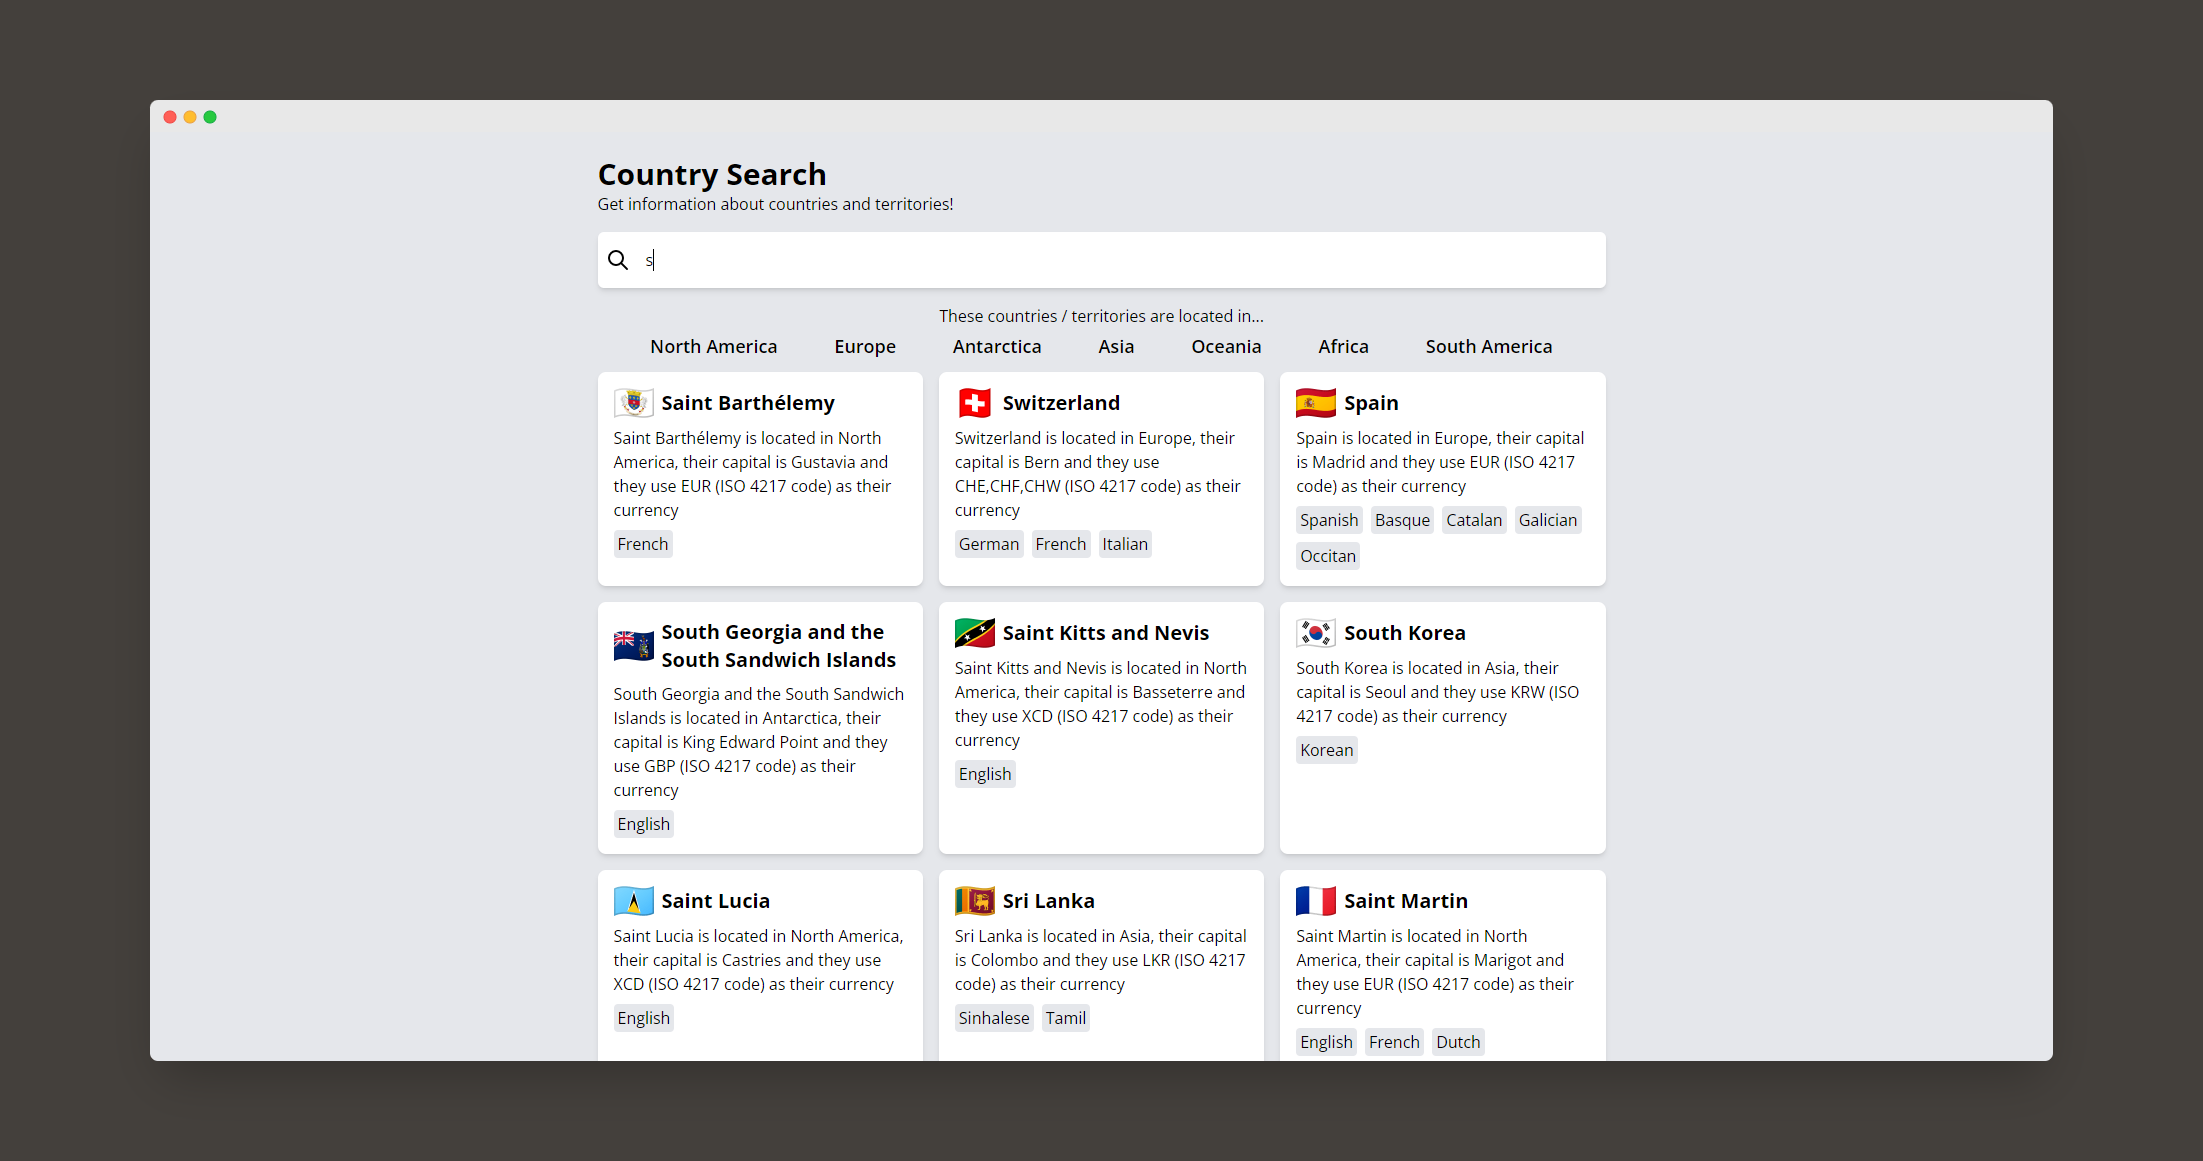 Country Search
Get information about countries and territories!
s
These countries / territories are located in...
North America Europe Antarctica Asia Oceania Africa South America
Saint Barthélemy
Saint Barthélemy is located in North
America, their capital is Gustavia and
they use EUR (ISO 4217 code) as their
currency
French
Switzerland
Switzerland is located in Europe, their
capital is Bern and they use
CHE,CHF,CHW (ISO 4217 code) as their
currency
German French Italian
Spain
Spain is located in Europe, their capital
is Madrid and they use EUR (ISO 4217
code) as their currency
Spanish Basque Catalan Galician
Occitan
South Georgia and the
South Sandwich Islands
South Georgia and the South Sandwich
Islands is located in Antarctica, their
capital is King Edward Point and they
use GBP (ISO 4217 code) as their
currency
English
Saint Kitts and Nevis
Saint Kitts and Nevis is located in North
America, their capital is Basseterre and
they use XCD (ISO 4217 code) as their
currency
English
South Korea
South Korea is located in Asia, their
capital is Seoul and they use KRW (ISO
4217 code) as their currency
Korean
Saint Lucia
Saint Lucia is located in North America,
their capital is Castries and they use
XCD (ISO 4217 code) as their currency
English
Sri Lanka
Sri Lanka is located in Asia, their capital
is Colombo and they use LKR (ISO 4217
code) as their currency
Sinhalese Tamil
Saint Martin
Saint Martin is located in North
America, their capital is Marigot and
they use EUR (ISO 4217 code) as their
currency
English French Dutch